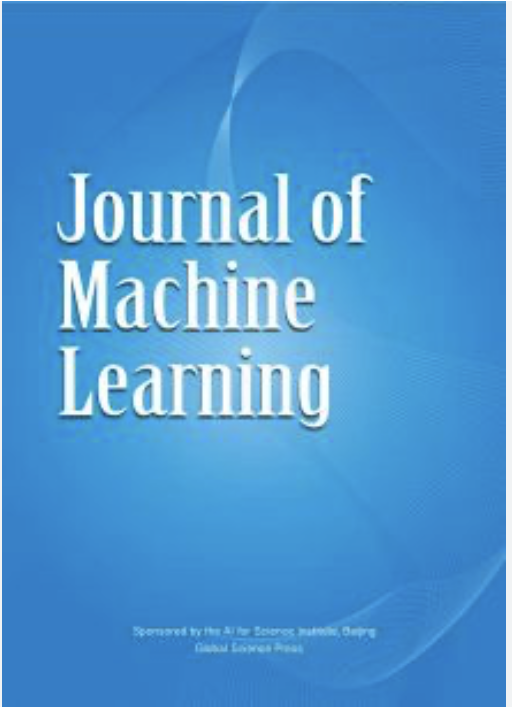 Journal of
Machine
Learning
Sponsored by the AI for Science Institute, Beijing
Global Science Press